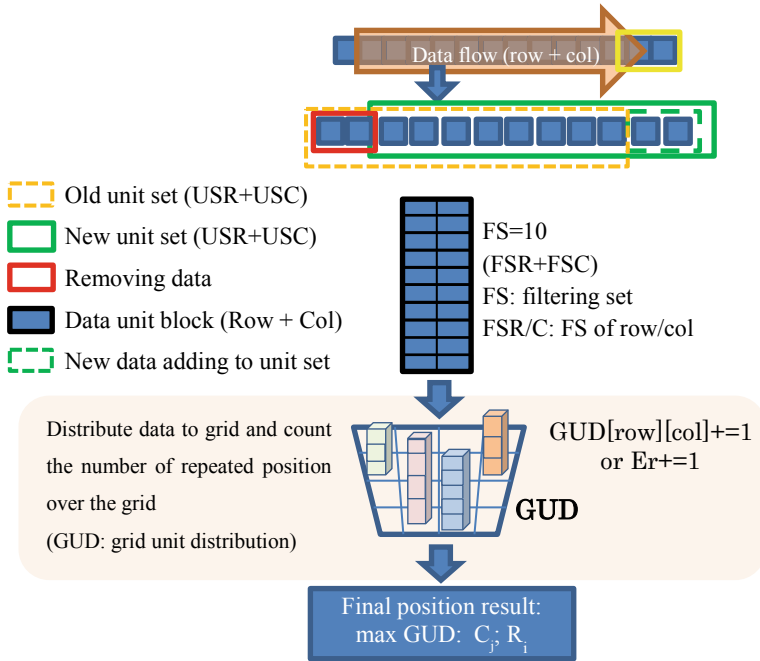 Data flow (row + col)
Old unit set (USR+USC)
New unit set (USR+USC)
Removing data
Data unit block (Row + Col)
New data adding to unit set
FS=10
(FSR+FSC)
FS: filtering set
FSR/C: FS of row/col
Distribute data to grid and count
the number of repeated position
over the grid
(GUD: grid unit distribution)
GUD
GUD[row][col]+=1
or Er+=1
Final position result:
max GUD: C_j; R_i